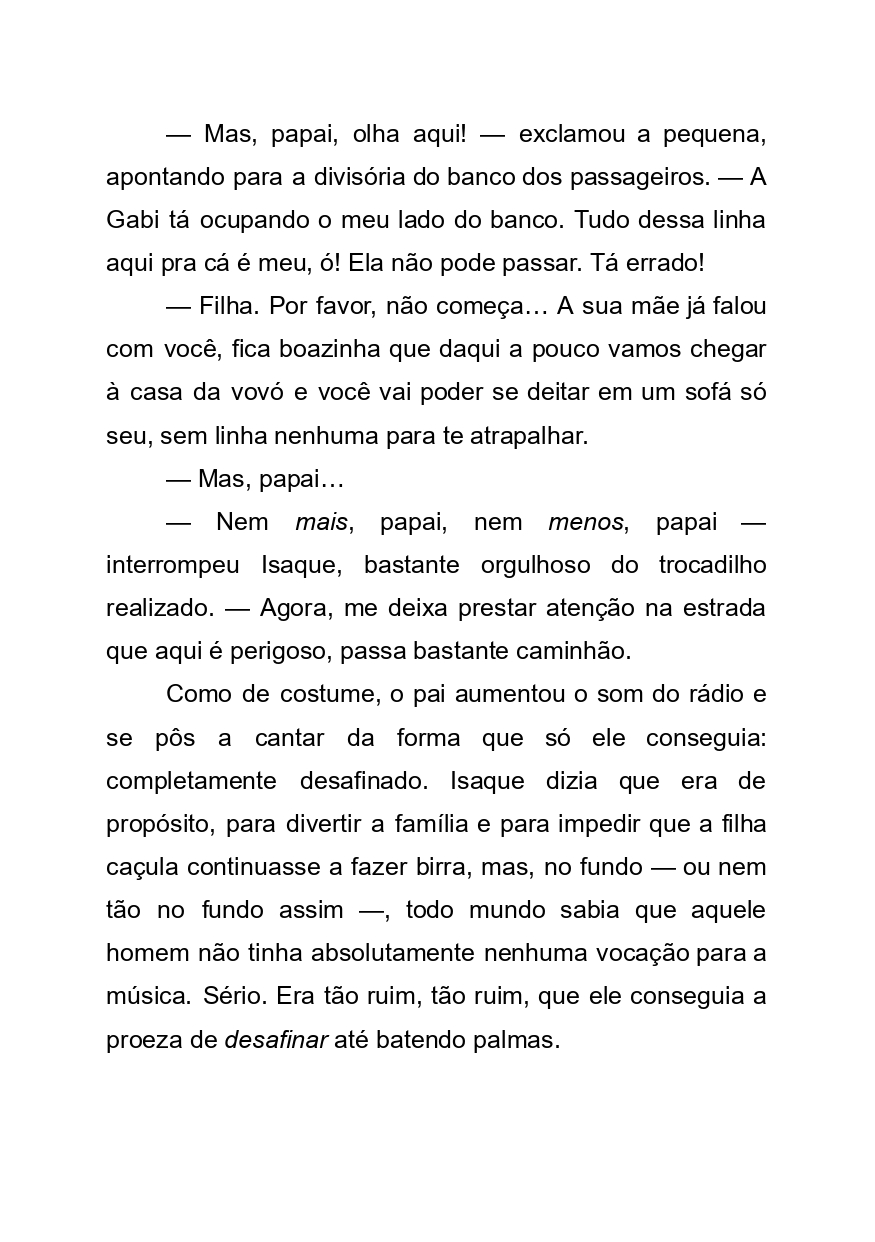 — Mas, papai, olha aqui! — exclamou a pequena,
apontando para a divisória do banco dos passageiros. — A
Gabi tá ocupando o meu lado do banco. Tudo dessa linha
aqui pra cá é meu, ó! Ela não pode passar. Tá errado!
— Filha. Por favor, não começa… A sua mãe já falou
com você, fica boazinha que daqui a pouco vamos chegar
à casa da vovó e você vai poder se deitar em um sofá só
seu, sem linha nenhuma para te atrapalhar.
— Mas, papai…
— Nem mais, papai, nem menos, papai —
interrompeu Isaque, bastante orgulhoso do trocadilho
realizado. — Agora, me deixa prestar atenção na estrada
que aqui é perigoso, passa bastante caminhão.
Como de costume, o pai aumentou o som do rádio e
se pôs a cantar da forma que só ele conseguia:
completamente desafinado. Isaque dizia que era de
propósito, para divertir a família e para impedir que a filha
caçula continuasse a fazer birra, mas, no fundo — ou nem
tão no fundo assim —, todo mundo sabia que aquele
homem não tinha absolutamente nenhuma vocação para a
música. Sério. Era tão ruim, tão ruim, que ele conseguia a
proeza de desafinar até batendo palmas.